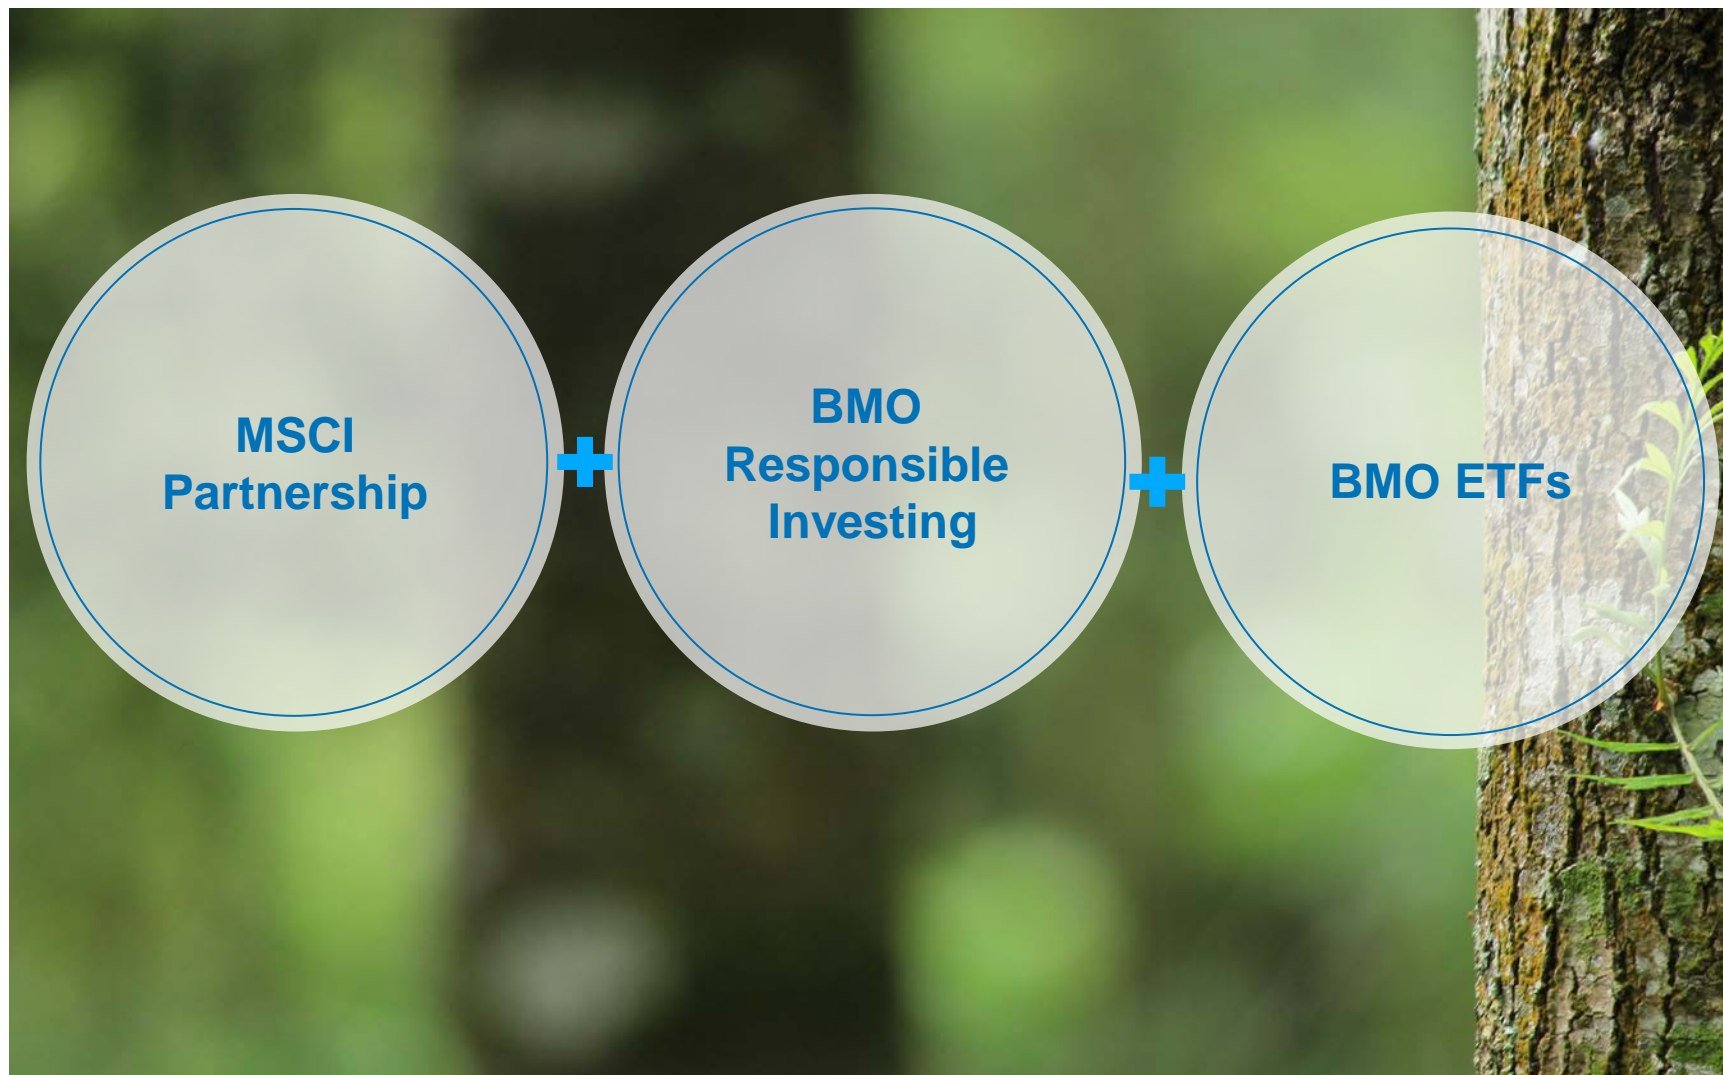 MSCI
Partnership
BMO
Responsible
Investing
BMO ETFs